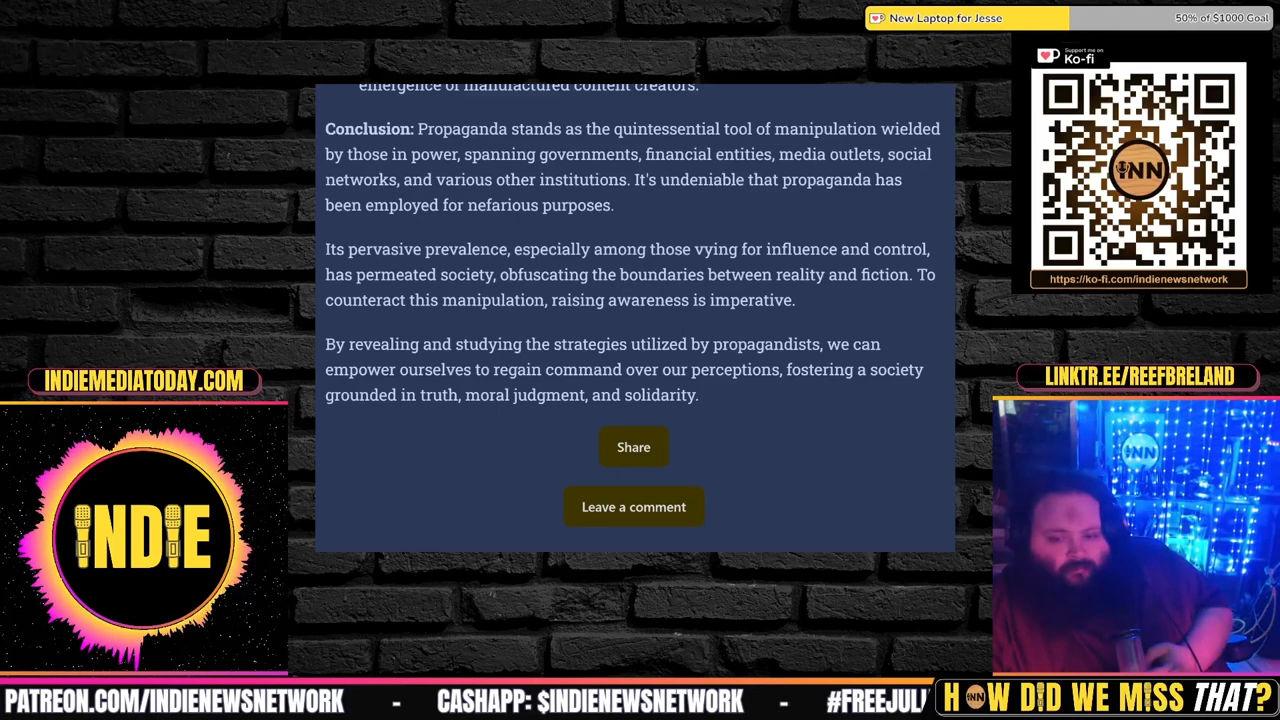 New Laptop for Jesse
50% of $1000 Goal
Support me on
Ko-fi
iNN
https://ko-fi.com/indienewsnetwork
emergence of manufactured content creators.
Conclusion: Propaganda stands as the quintessential tool of manipulation wielded
by those in power, spanning governments, financial entities, media outlets, social
networks, and various other institutions. It's undeniable that propaganda has
been employed for nefarious purposes.
Its pervasive prevalence, especially among those vying for influence and control,
has permeated society, obfuscating the boundaries between reality and fiction. To
counteract this manipulation, raising awareness is imperative.
By revealing and studying the strategies utilized by propagandists, we can
empower ourselves to regain command over our perceptions, fostering a society
grounded in truth, moral judgment, and solidarity.
Share
Leave a comment
INDIEMEDIATODAY.COM
iNDiE
LINKTR.EE/REEFBRELAND
iNN
PATREON.COM/INDIENEWSNETWORK - CASHAPP: $INDIENEWSNETWORK - #FREEJULI
HOW DiD WE MiSS THAT?